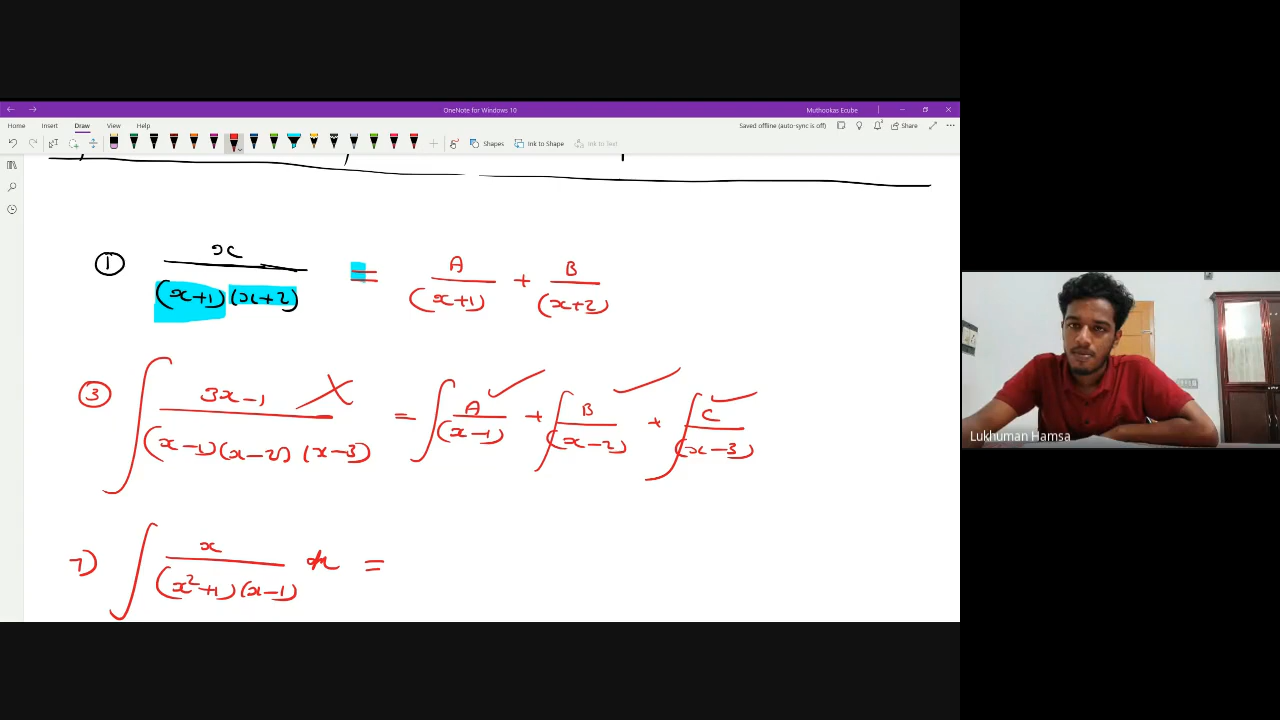 OneNote for Windows 10
Muthookas Ecube
Home Insert Draw View Help
Saved offline (auto-sync is off)
Share
Shapes
Ink to Shape
Ink to Text
① x/((x+1)(x+2)) = A/(x+1) + B/(x+2)
③ ∫ (3x-1)/((x-1)(x-2)(x-3)) = ∫ A/(x-1) + ∫ B/(x-2) + ∫ C/(x-3)
7) ∫ x/((x²+1)(x-1)) dx =
Lukhuman Hamsa